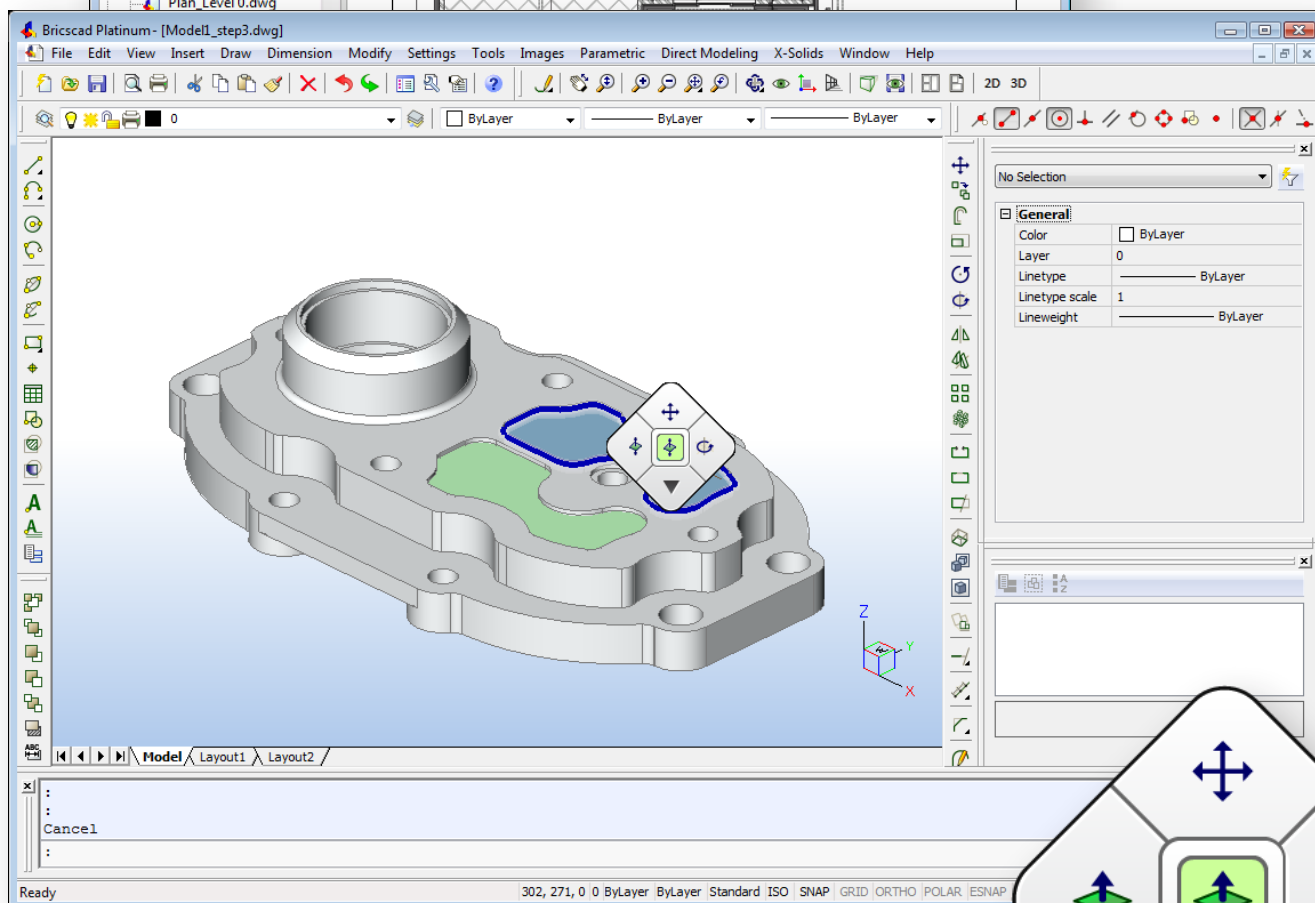 Plan_Level 0.dwg
Bricscad Platinum - [Model1_step3.dwg]
File Edit View Insert Draw Dimension Modify Settings Tools Images Parametric Direct Modeling X-Solids Window Help
2D 3D
0 ByLayer ByLayer ByLayer
No Selection
General
Color ByLayer
Layer 0
Linetype ByLayer
Linetype scale 1
Lineweight ByLayer
A
A
A
Z
Z
Y
X
ABC
Model Layout1 Layout2
:
:
Cancel
:
Ready 302, 271, 0 0 ByLayer ByLayer Standard ISO SNAP GRID ORTHO POLAR ESNAP